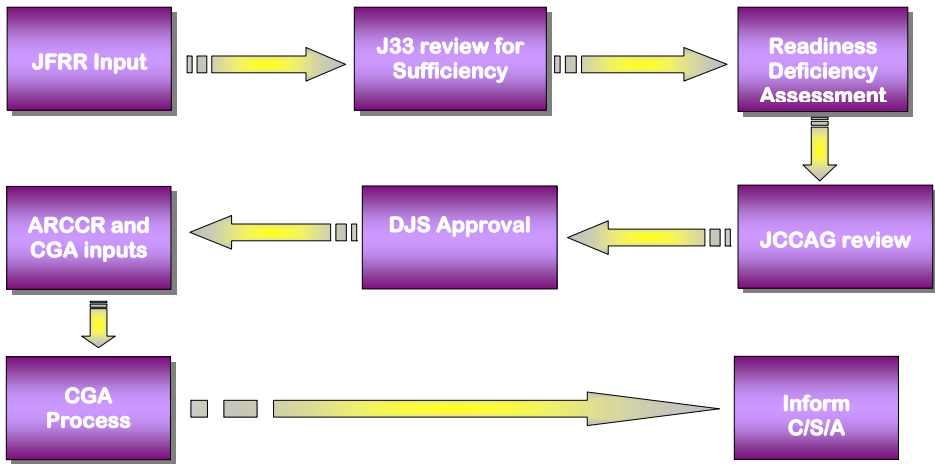 JFRR Input
J33 review for
Sufficiency
Readiness
Deficiency
Assessment
JCCAG review
DJS Approval
ARCCR and
CGA inputs
CGA
Process
Inform
C/S/A